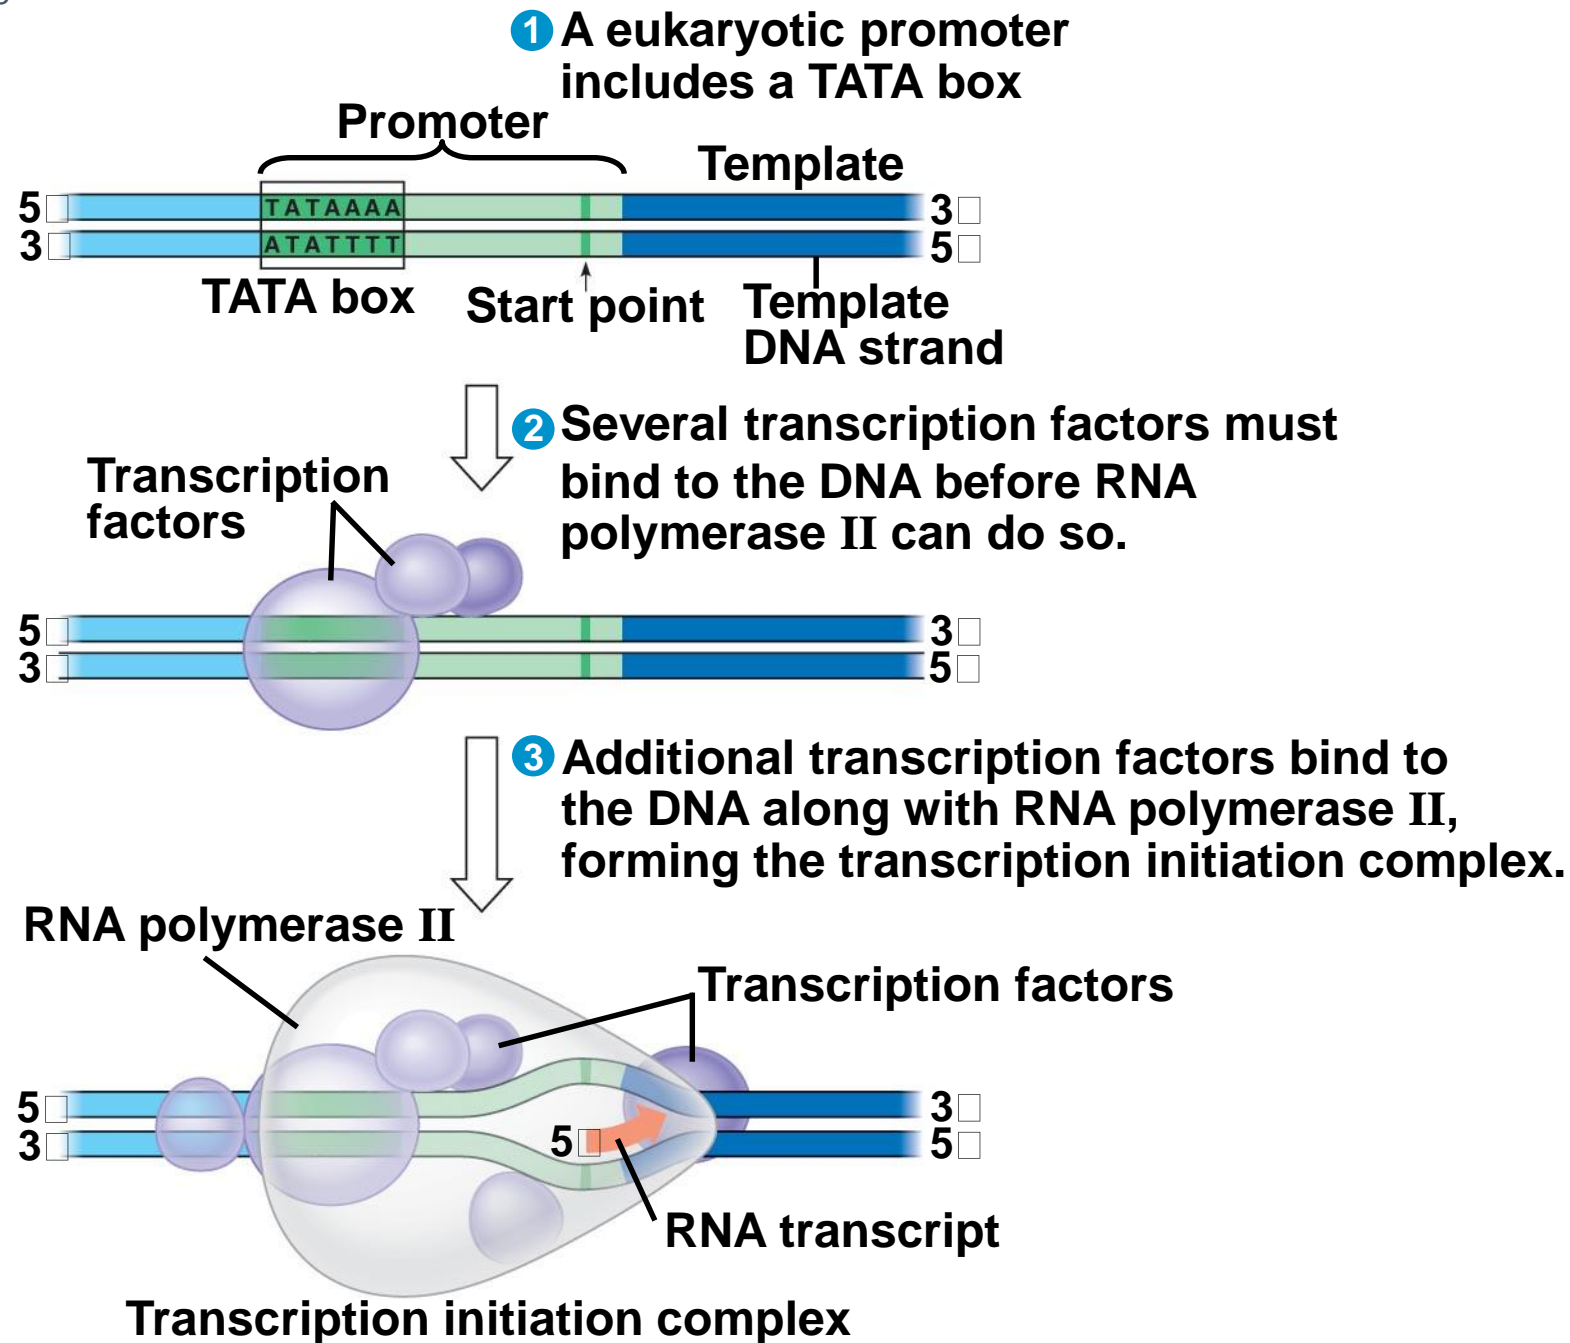 1 A eukaryotic promoter
includes a TATA box
Promoter
Template
5□ TATAAAA 3□
3□ ATATTTT 5□
TATA box
Start point
Template
DNA strand
2 Several transcription factors must
bind to the DNA before RNA
polymerase II can do so.
Transcription
factors
5□ 3□
3□ 5□
3 Additional transcription factors bind to
the DNA along with RNA polymerase II,
forming the transcription initiation complex.
RNA polymerase II
Transcription factors
5□ 3□
3□ 5□ 5□
RNA transcript
Transcription initiation complex